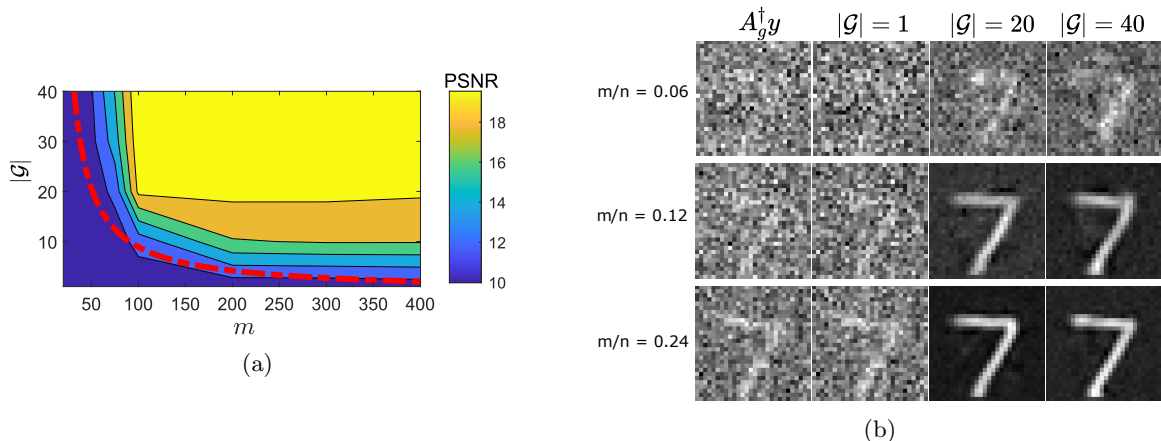 PSNR
40
30
20
10
|𝒢|
50 100 150 200 250 300 350 400
m
18
16
14
12
10
(a)
A_g^† y |𝒢| = 1 |𝒢| = 20 |𝒢| = 40
m/n = 0.06
m/n = 0.12
m/n = 0.24
(b)